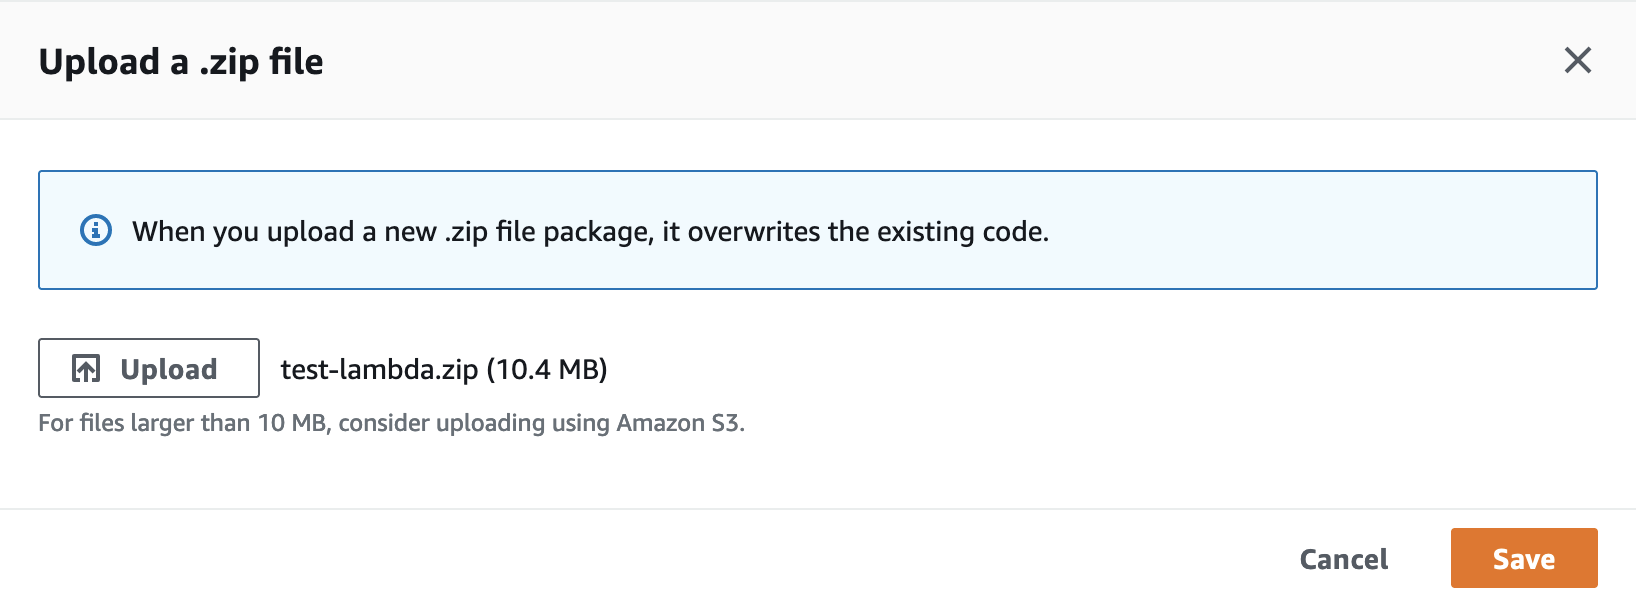 Upload a .zip file
When you upload a new .zip file package, it overwrites the existing code.
Upload test-lambda.zip (10.4 MB)
For files larger than 10 MB, consider uploading using Amazon S3.
Cancel Save